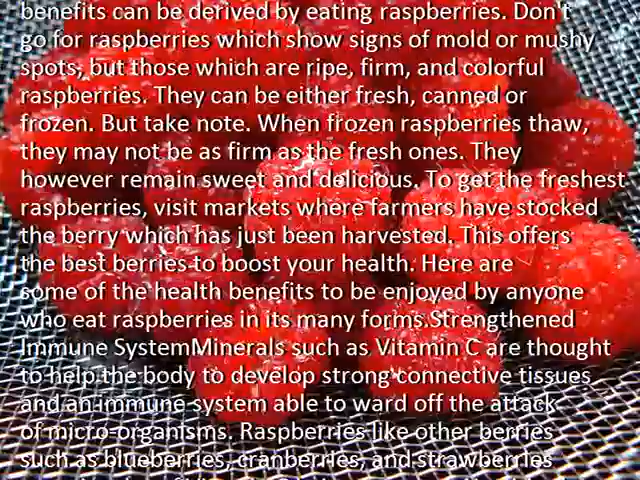 benefits can be derived by eating raspberries. Don't
go for raspberries which show signs of mold or mushy
spots, but those which are ripe, firm, and colorful
raspberries. They can be either fresh, canned or
frozen. But take note. When frozen raspberries thaw,
they may not be as firm as the fresh ones. They
however remain sweet and delicious. To get the freshest
raspberries, visit markets where farmers have stocked
the berry which has just been harvested. This offers
the best berries to boost your health. Here are
some of the health benefits to be enjoyed by anyone
who eat raspberries in its many forms.Strengthened
Immune SystemMinerals such as Vitamin C are thought
to help the body to develop strong connective tissues
and an immune system able to ward off the attack
of micro-organisms. Raspberries like other berries
such as blueberries, cranberries, and strawberries